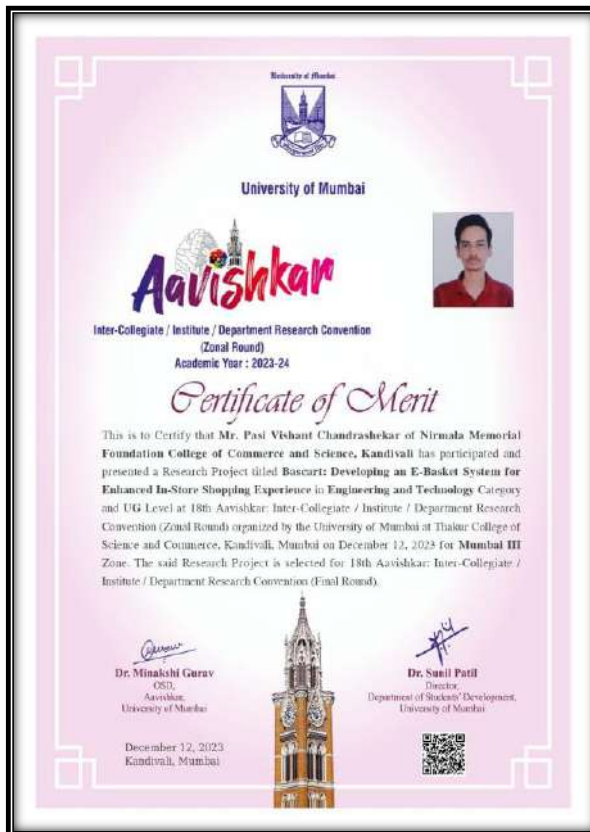 University of Mumbai
University of Mumbai
Aavishkar
Inter-Collegiate / Institute / Department Research Convention
(Zonal Round)
Academic Year : 2023-24
Certificate of Merit
This is to Certify that Mr. Pasi Vishant Chandrashekar of Nirmala Memorial
Foundation College of Commerce and Science, Kandivali has participated and
presented a Research Project titled Bascart: Developing an E-Basket System for
Enhanced In-Store Shopping Experience in Engineering and Technology Category
and UG Level at 18th Aavishkar: Inter-Collegiate / Institute / Department Research
Convention (Zonal Round) organized by the University of Mumbai at Thakur College of
Science and Commerce, Kandivali, Mumbai on December 12, 2023 for Mumbai III
Zone. The said Research Project is selected for 18th Aavishkar: Inter-Collegiate /
Institute / Department Research Convention (Final Round).
Dr. Minakshi Gurav
OSD,
Aavishkar,
University of Mumbai
Dr. Sunil Patil
Director,
Department of Students' Development,
University of Mumbai
December 12, 2023
Kandivali, Mumbai